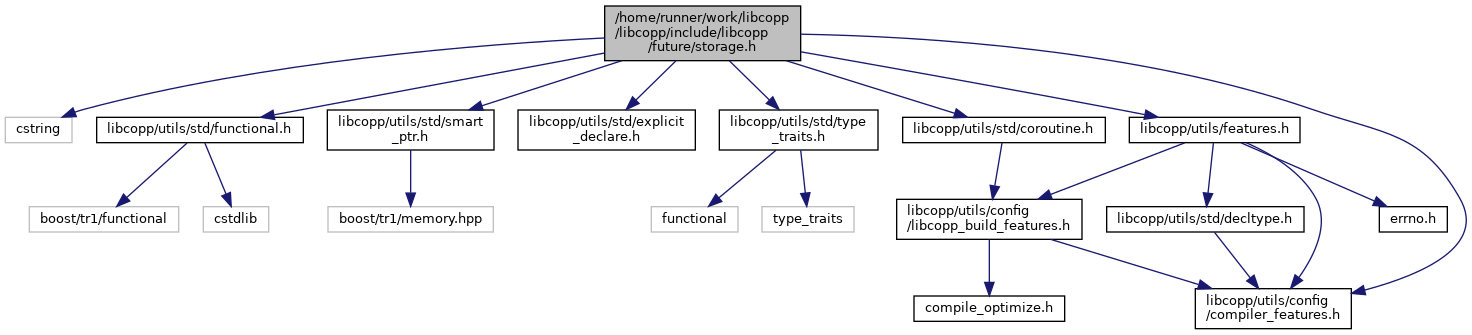 /home/runner/work/libcopp
/libcopp/include/libcopp
/future/storage.h
cstring
libcopp/utils/std/functional.h
libcopp/utils/std/smart
_ptr.h
libcopp/utils/std/explicit
_declare.h
libcopp/utils/std/type
_traits.h
libcopp/utils/std/coroutine.h
libcopp/utils/features.h
boost/tr1/functional
cstdlib
boost/tr1/memory.hpp
functional
type_traits
libcopp/utils/config
/libcopp_build_features.h
libcopp/utils/std/decltype.h
errno.h
compile_optimize.h
libcopp/utils/config
/compiler_features.h